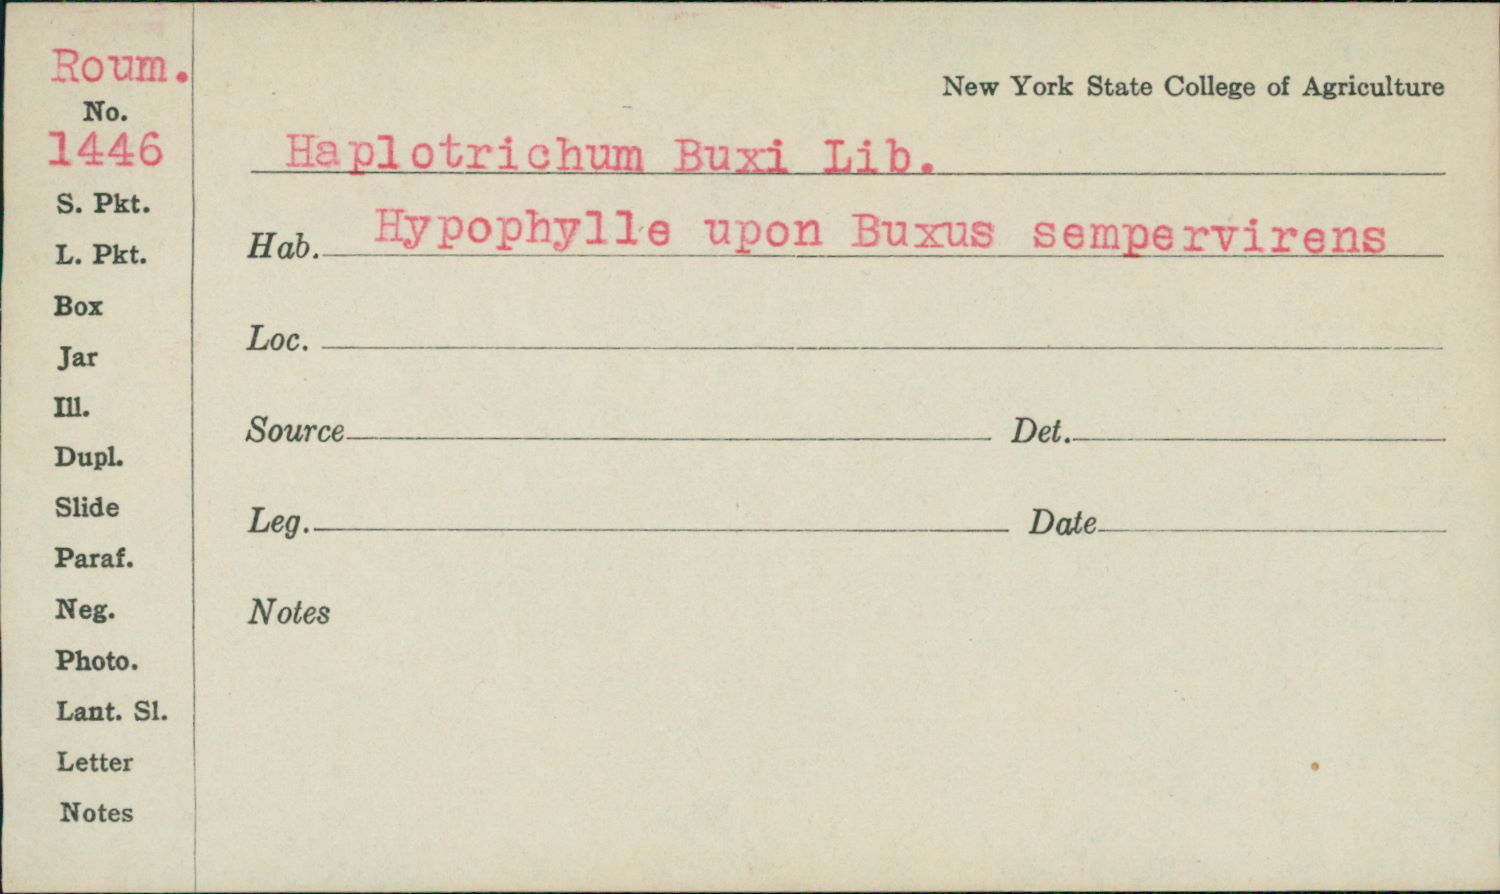 Roum.
No.
1446
S. Pkt.
L. Pkt.
Box
Jar
Ill.
Dupl.
Slide
Paraf.
Neg.
Photo.
Lant. Sl.
Letter
Notes
New York State College of Agriculture
Haplotrichum Buxi Lib.
Hab. Hypophylle upon Buxus sempervirens
Loc.
Source Det.
Leg. Date
Notes